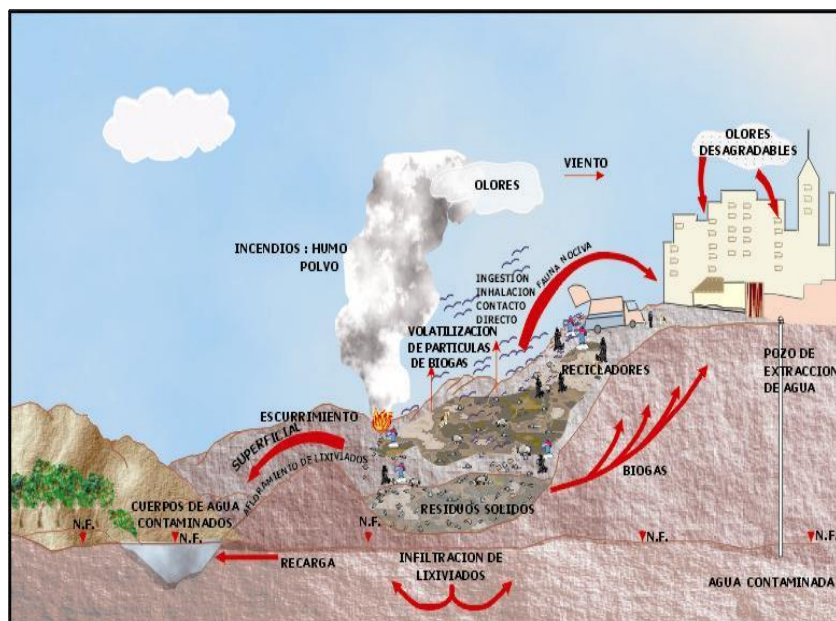 OLORES
DESAGRADABLES
VIENTO
OLORES
INCENDIOS : HUMO
POLVO
INGESTION
INHALACION
CONTACTO
DIRECTO
FAUNA NOCIVA
VOLATILIZACION
DE PARTICULAS
DE BIOGAS
RECICLADORES
POZO DE
EXTRACCION
DE AGUA
ESCURRIMIENTO
SUPERFICIAL
AFLORAMIENTO DE LIXIVIADOS
BIOGAS
CUERPOS DE AGUA
CONTAMINADOS
RESIDUOS SOLIDOS
N.F.
N.F.
N.F.
N.F.
N.F.
RECARGA
INFILTRACION DE
LIXIVIADOS
AGUA CONTAMINADA